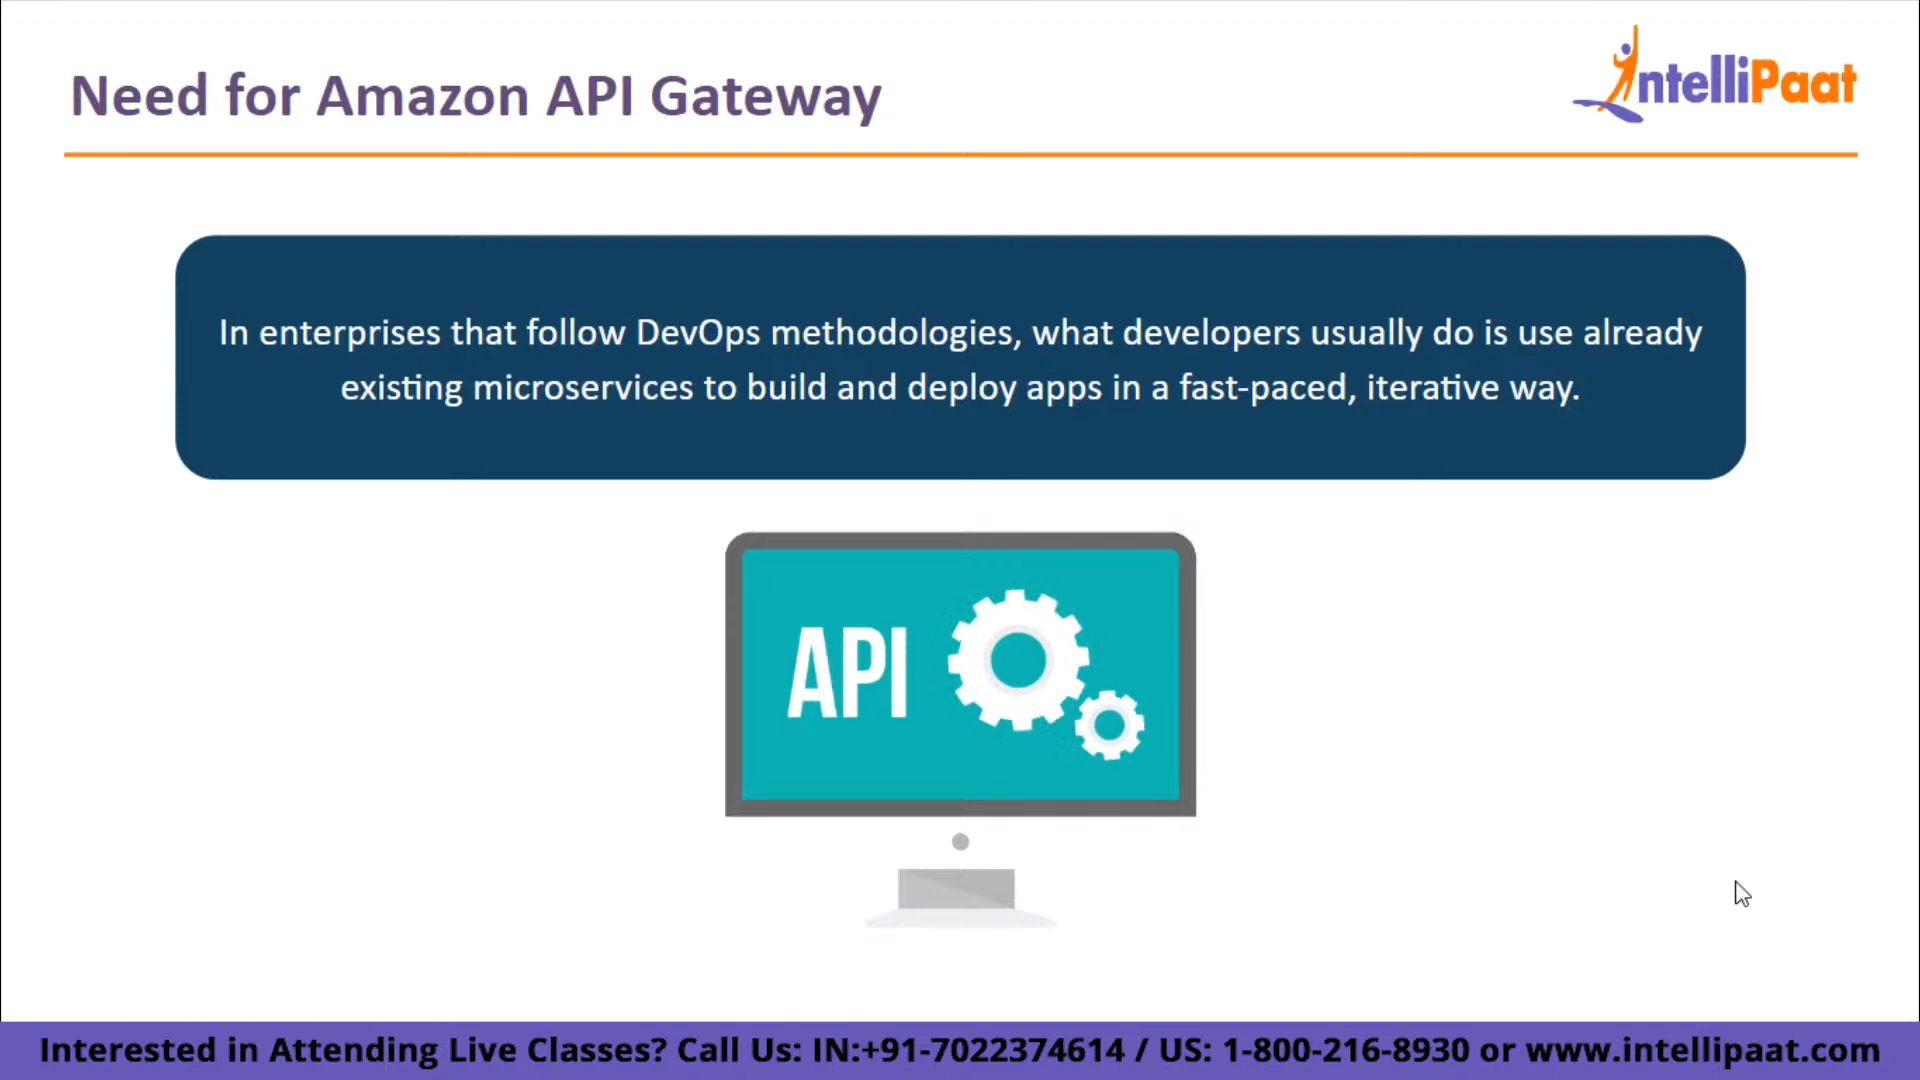 Need for Amazon API Gateway
IntelliPaat
In enterprises that follow DevOps methodologies, what developers usually do is use already
existing microservices to build and deploy apps in a fast-paced, iterative way.
API
Interested in Attending Live Classes? Call Us: IN:+91-7022374614 / US: 1-800-216-8930 or www.intellipaat.com